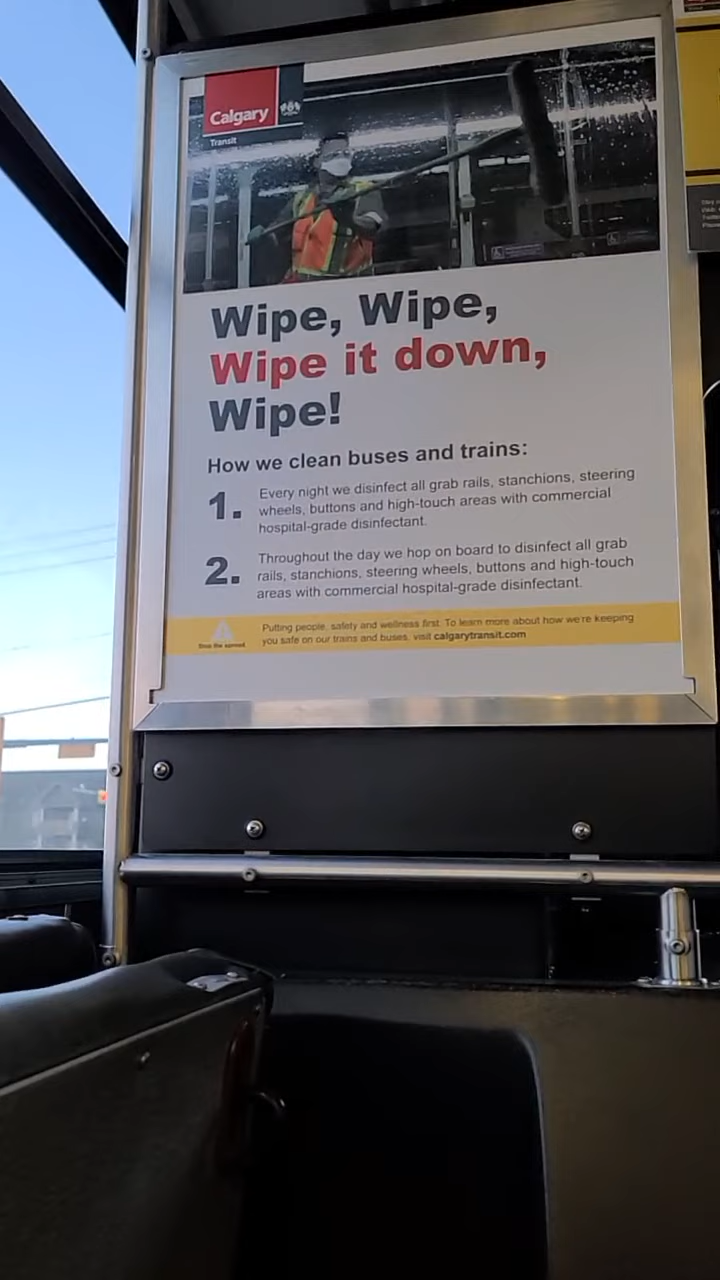 Calgary
Transit
Wipe, Wipe,
Wipe it down,
Wipe!
How we clean buses and trains:
1. Every night we disinfect all grab rails, stanchions, steering
wheels, buttons and high-touch areas with commercial
hospital-grade disinfectant.
2. Throughout the day we hop on board to disinfect all grab
rails, stanchions, steering wheels, buttons and high-touch
areas with commercial hospital-grade disinfectant.
Stop the spread
Putting people, safety and wellness first. To learn more about how we're keeping
you safe on our trains and buses, visit calgarytransit.com